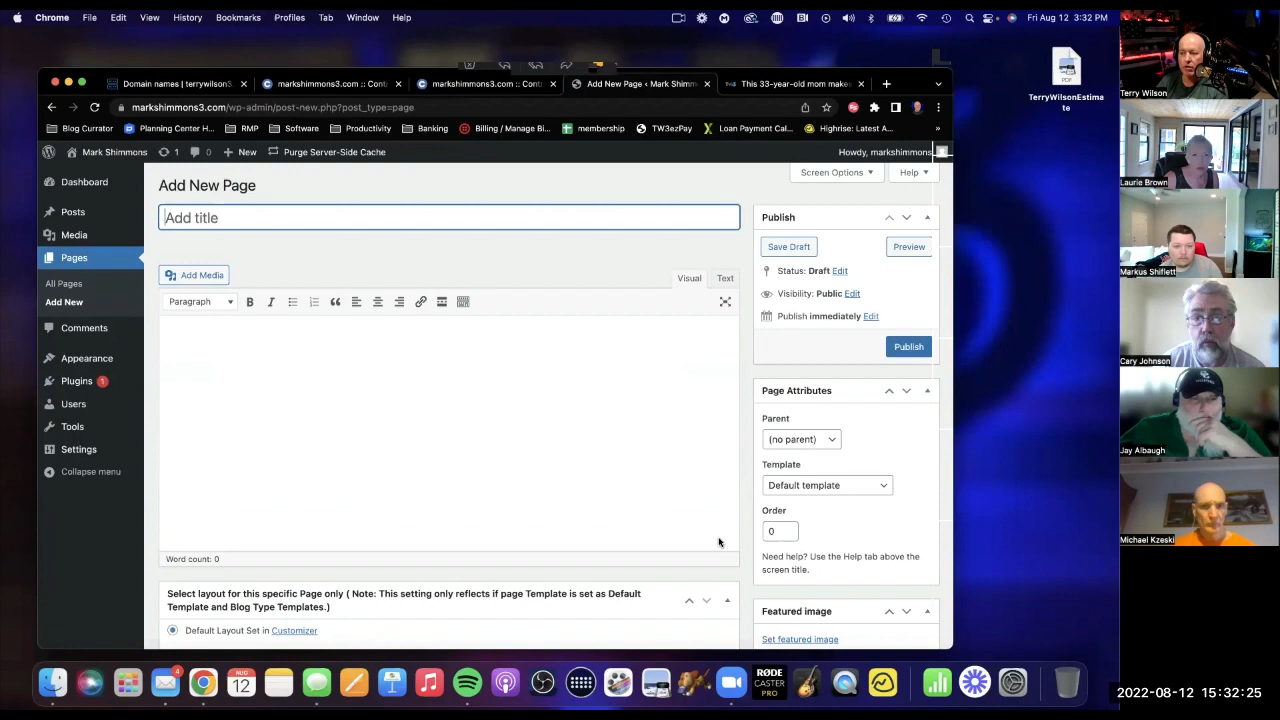 Chrome File Edit View History Bookmarks Profiles Tab Window Help
Fri Aug 12 3:32 PM
Domain names | terrywilson3.
markshimmons3.com :: Conta
markshimmons3.com :: Contr
Add New Page ‹ Mark Shimm
This 33-year-old mom makes
markshimmons3.com/wp-admin/post-new.php?post_type=page
Blog Curator
Planning Center H...
RMP
Software
Productivity
Banking
Billing / Manage Bi...
membership
TW3ezPay
Loan Payment Cal...
Highrise: Latest A...
»
Mark Shimmons
1
0
+ New
Purge Server-Side Cache
Howdy, markshimmons
Dashboard
Posts
Media
Pages
All Pages
Add New
Comments
Appearance
Plugins 1
Users
Tools
Settings
Collapse menu
Screen Options
Help
Add New Page
Add title
Add Media
Visual
Text
Paragraph
B I
Word count: 0
Select layout for this specific Page only ( Note: This setting only reflects if page Template is set as Default
Template and Blog Type Templates.)
Default Layout Set in Customizer
Publish
Save Draft
Preview
Status: Draft Edit
Visibility: Public Edit
Publish immediately Edit
Publish
Page Attributes
Parent
(no parent)
Template
Default template
Order
0
Need help? Use the Help tab above the
screen title.
Featured image
Set featured image
PDF
TerryWilsonEstima
te
Terry Wilson
Laurie Brown
Markus Shiflett
Cary Johnson
Jay Albaugh
Michael Kzeski
4
AUG
12
RØDE
CASTER
PRO
2022-08-12 15:32:25